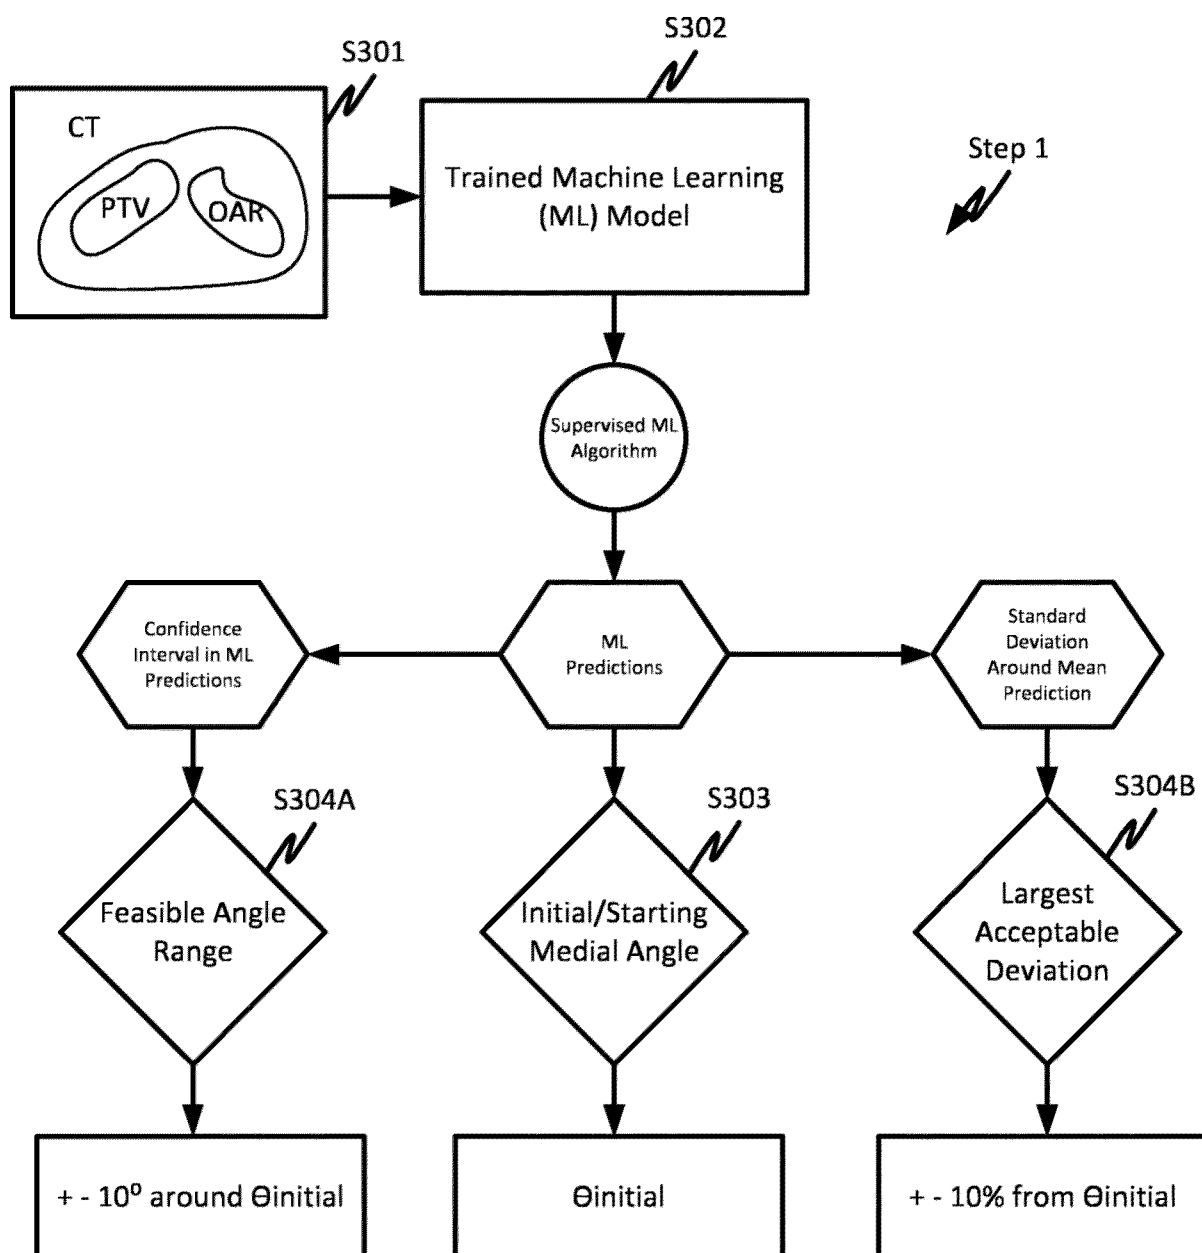 S302
S301
CT
PTV
OAR
Trained Machine Learning
(ML) Model
Step 1
Supervised ML
Algorithm
Confidence
Interval in ML
Predictions
ML
Predictions
Standard
Deviation
Around Mean
Prediction
S304A
S303
S304B
Feasible Angle
Range
Initial/Starting
Medial Angle
Largest
Acceptable
Deviation
+ - 10⁰ around Θinitial
Θinitial
+ - 10% from Θinitial